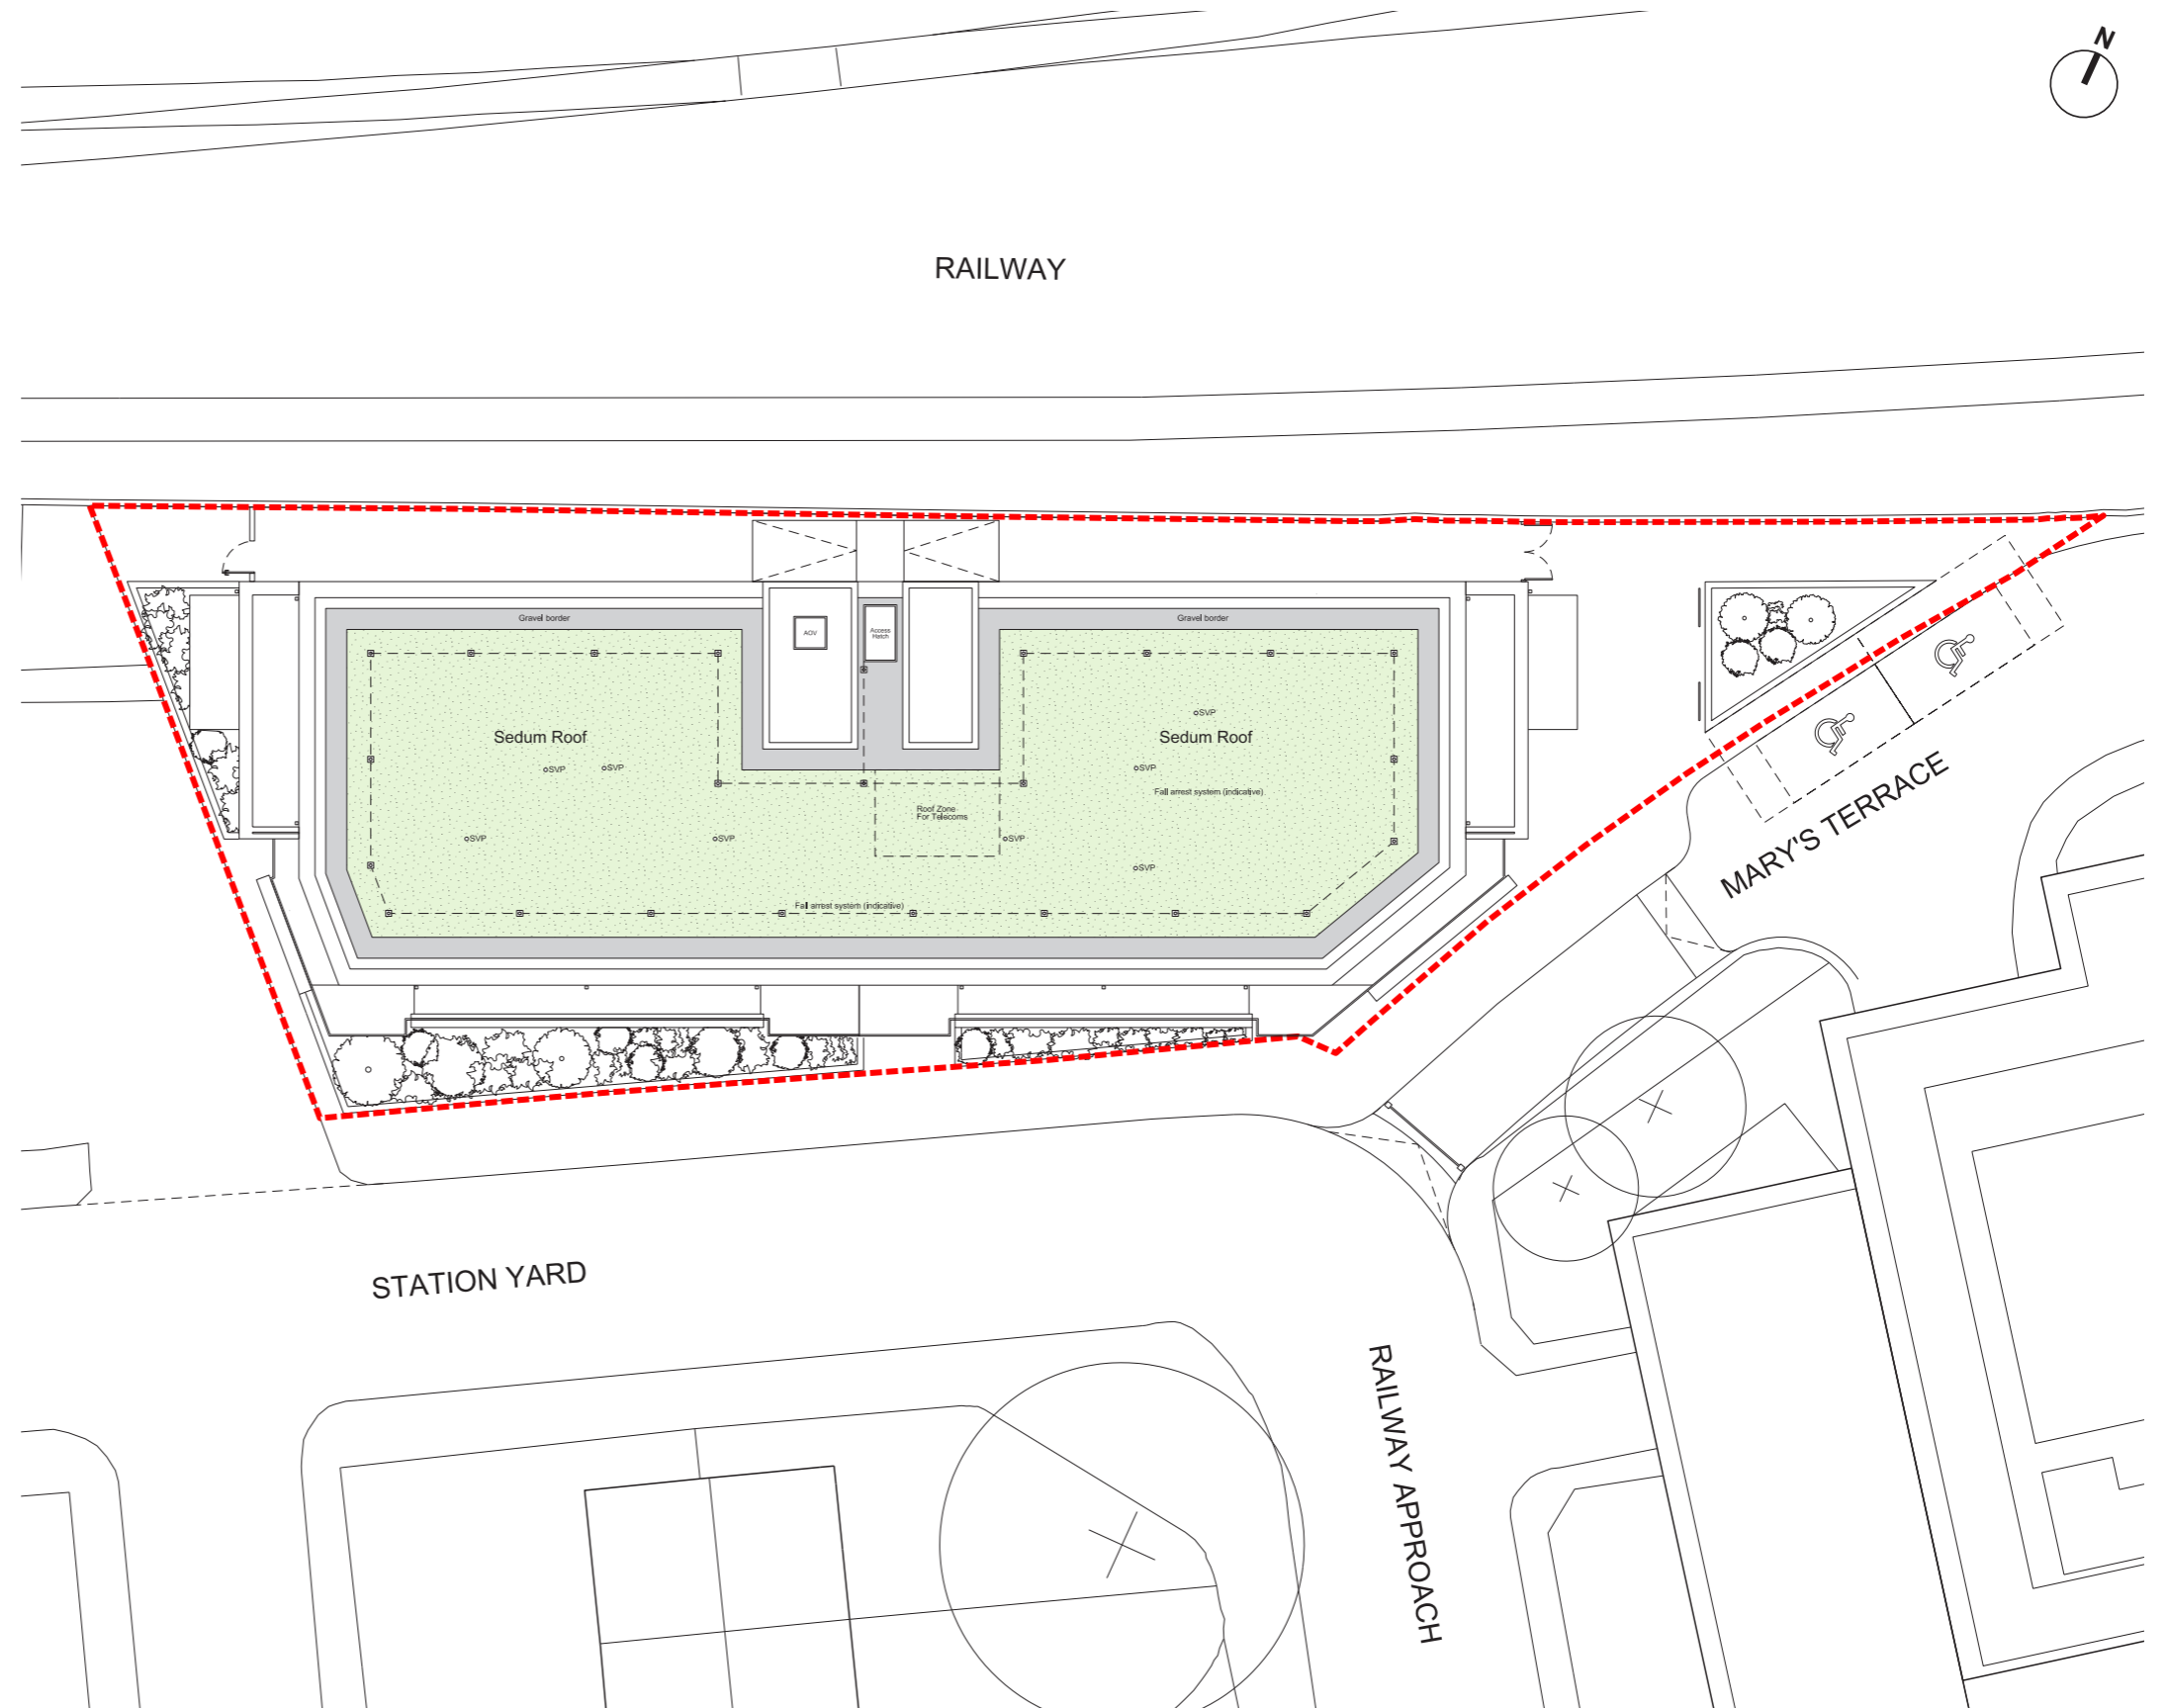 N
RAILWAY
Gravel border
Gravel border
AOV
Access
Hatch
SVP
Sedum Roof
Sedum Roof
SVP
SVP
SVP
Fall arrest system (indicative)
Roof Zone
For Telecoms
SVP
SVP
SVP
SVP
Fall arrest system (indicative)
MARY'S TERRACE
STATION YARD
RAILWAY APPROACH